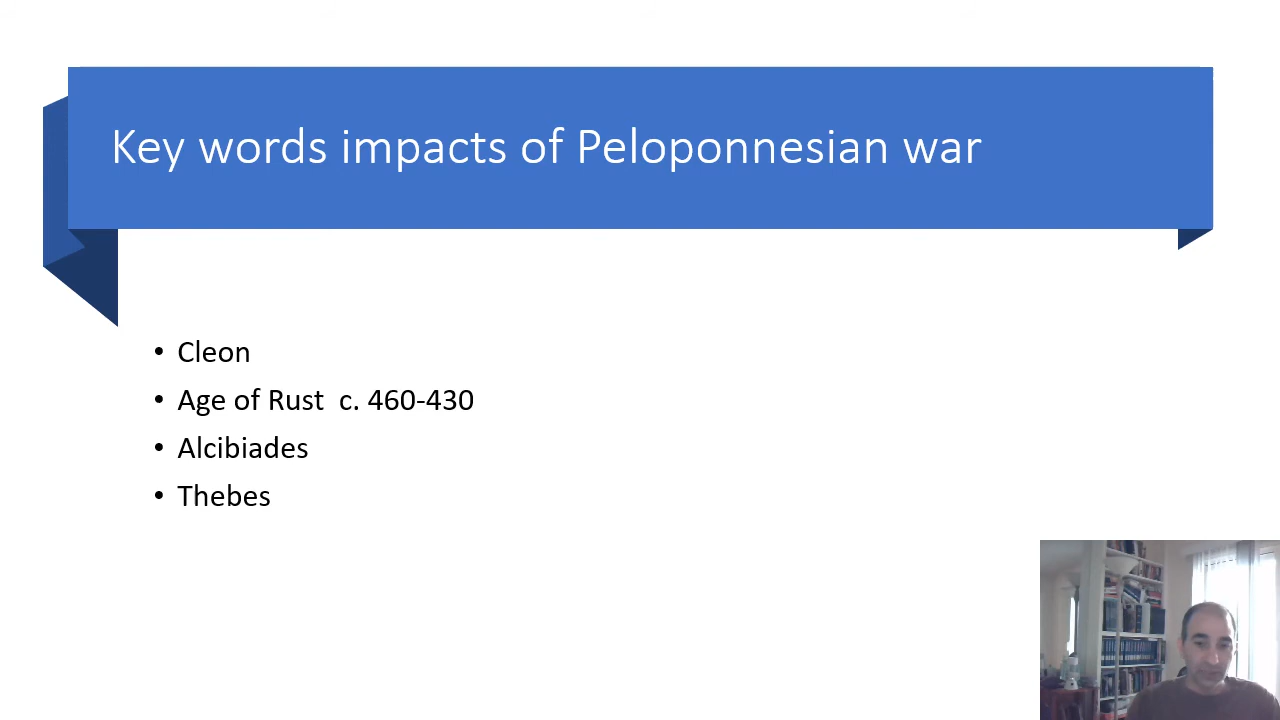 Key words impacts of Peloponnesian war
• Cleon
• Age of Rust  c. 460-430
• Alcibiades
• Thebes